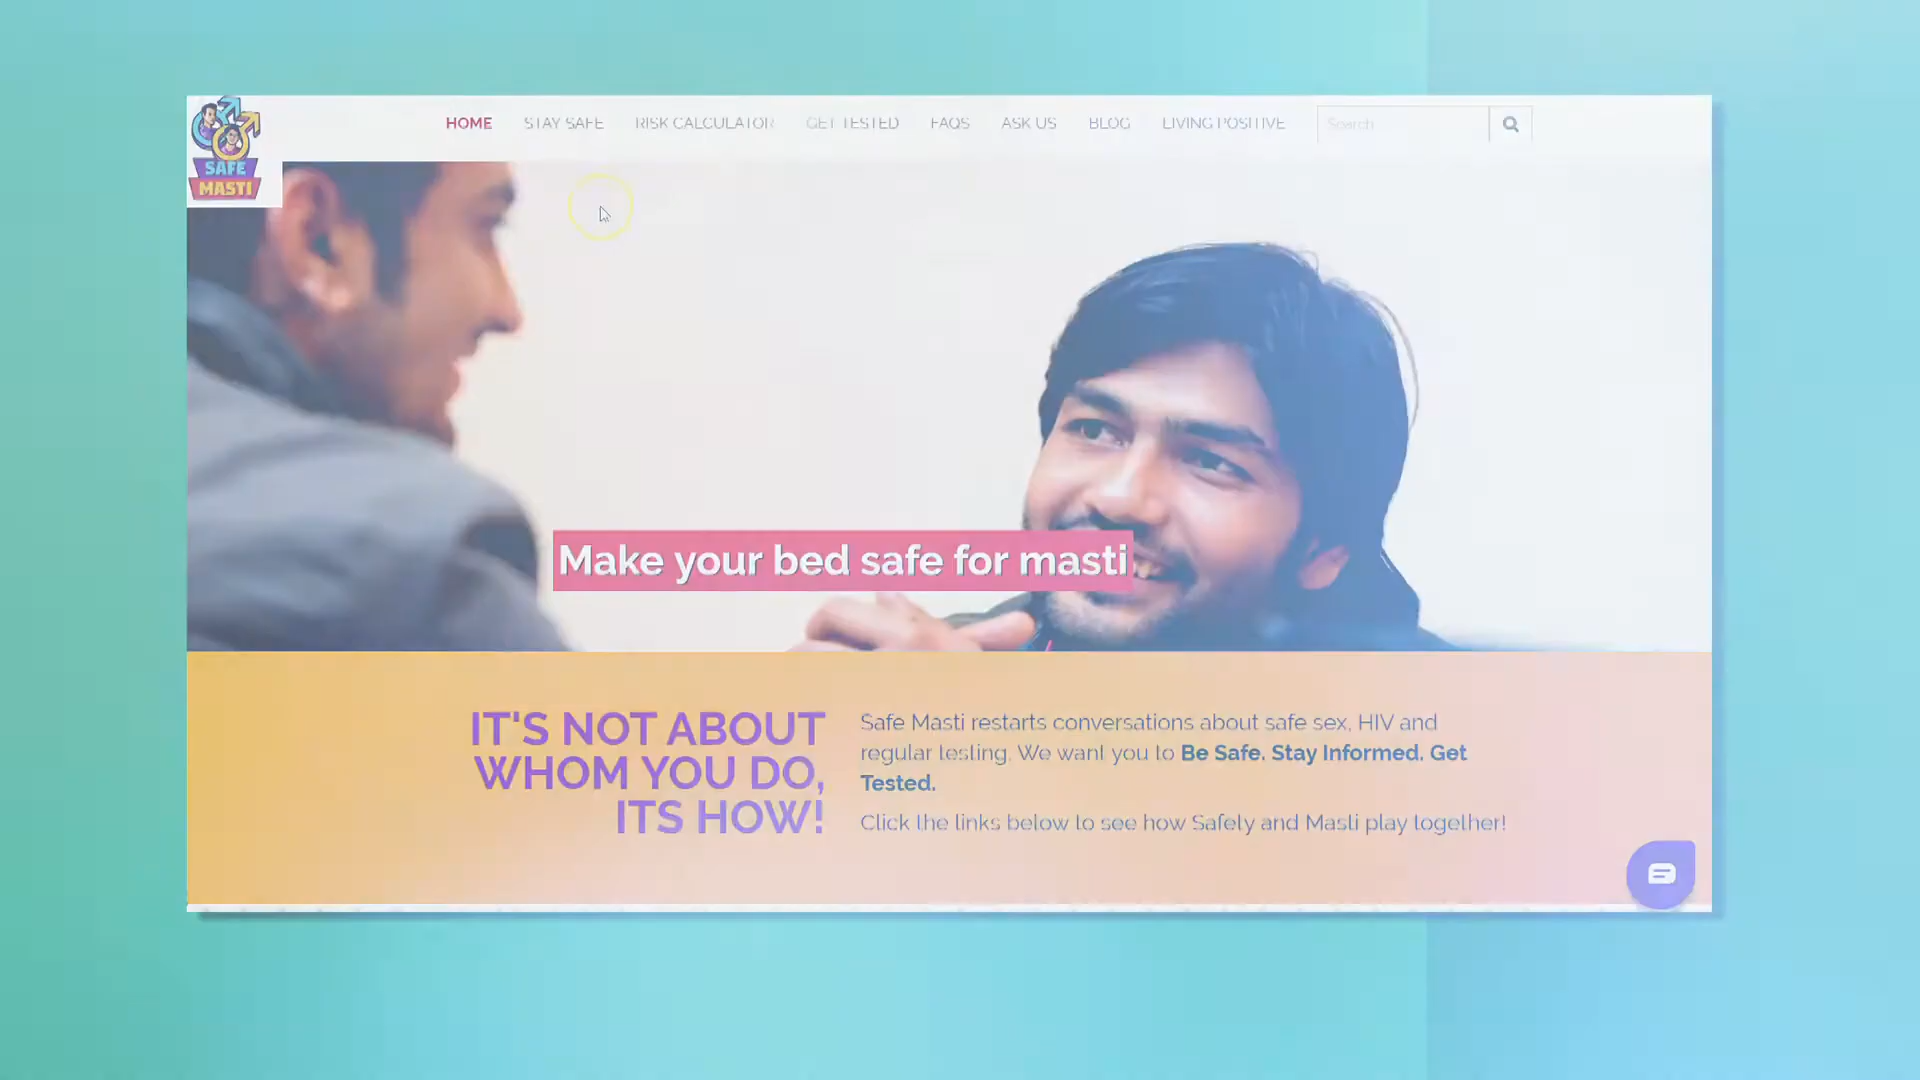 SAFE
MASTI
HOME STAY SAFE RISK CALCULATOR GET TESTED FAQS ASK US BLOG LIVING POSITIVE Search
Make your bed safe for masti
IT'S NOT ABOUT
WHOM YOU DO,
ITS HOW!
Safe Masti restarts conversations about safe sex, HIV and
regular testing. We want you to Be Safe. Stay Informed. Get
Tested.
Click the links below to see how Safely and Masti play together!